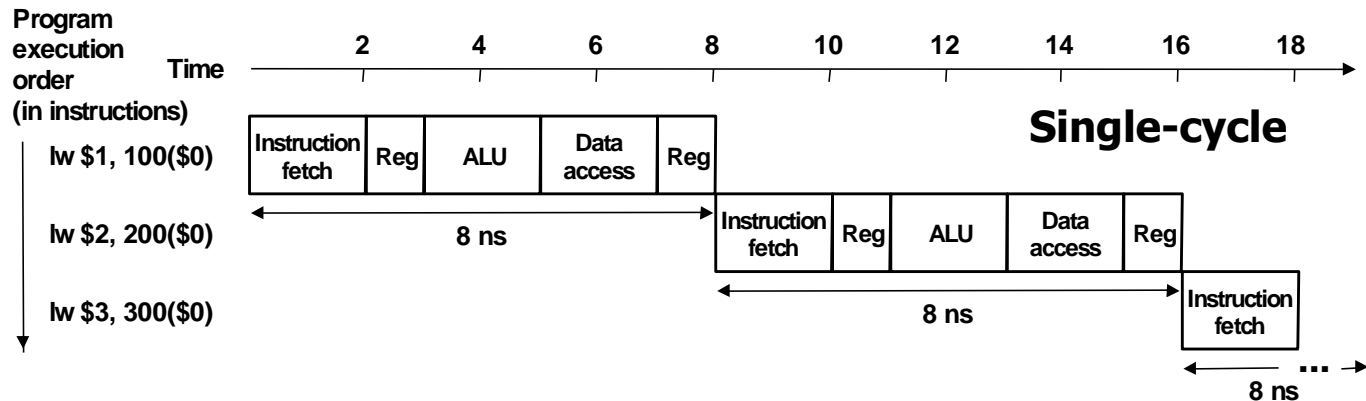 Program
execution
order
(in instructions)
Time
2 4 6 8 10 12 14 16 18
Single-cycle
lw $1, 100($0)
Instruction
fetch
Reg
ALU
Data
access
Reg
8 ns
lw $2, 200($0)
Instruction
fetch
Reg
ALU
Data
access
Reg
8 ns
lw $3, 300($0)
Instruction
fetch
...
8 ns